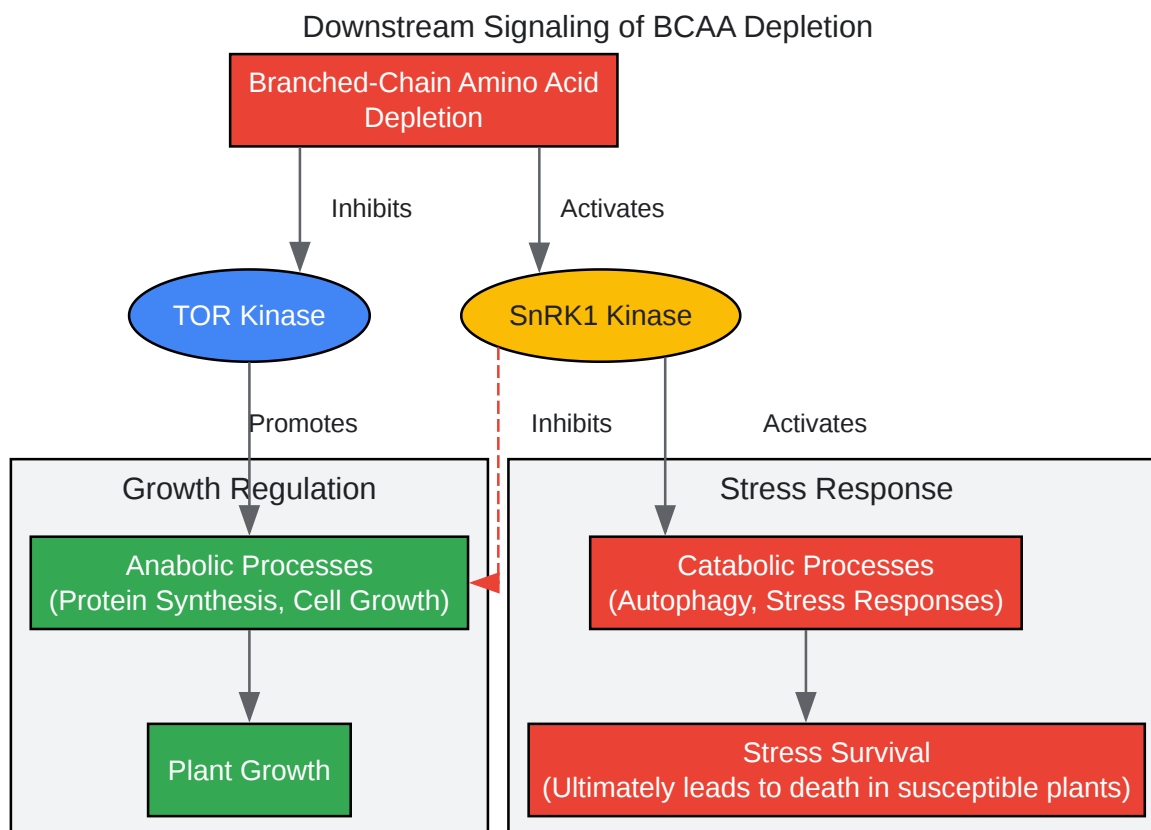 Downstream Signaling of BCAA Depletion
Branched-Chain Amino Acid
Depletion
Inhibits
Activates
TOR Kinase
SnRK1 Kinase
Promotes
Inhibits
Activates
Growth Regulation
Stress Response
Anabolic Processes
(Protein Synthesis, Cell Growth)
Catabolic Processes
(Autophagy, Stress Responses)
Plant Growth
Stress Survival
(Ultimately leads to death in susceptible plants)